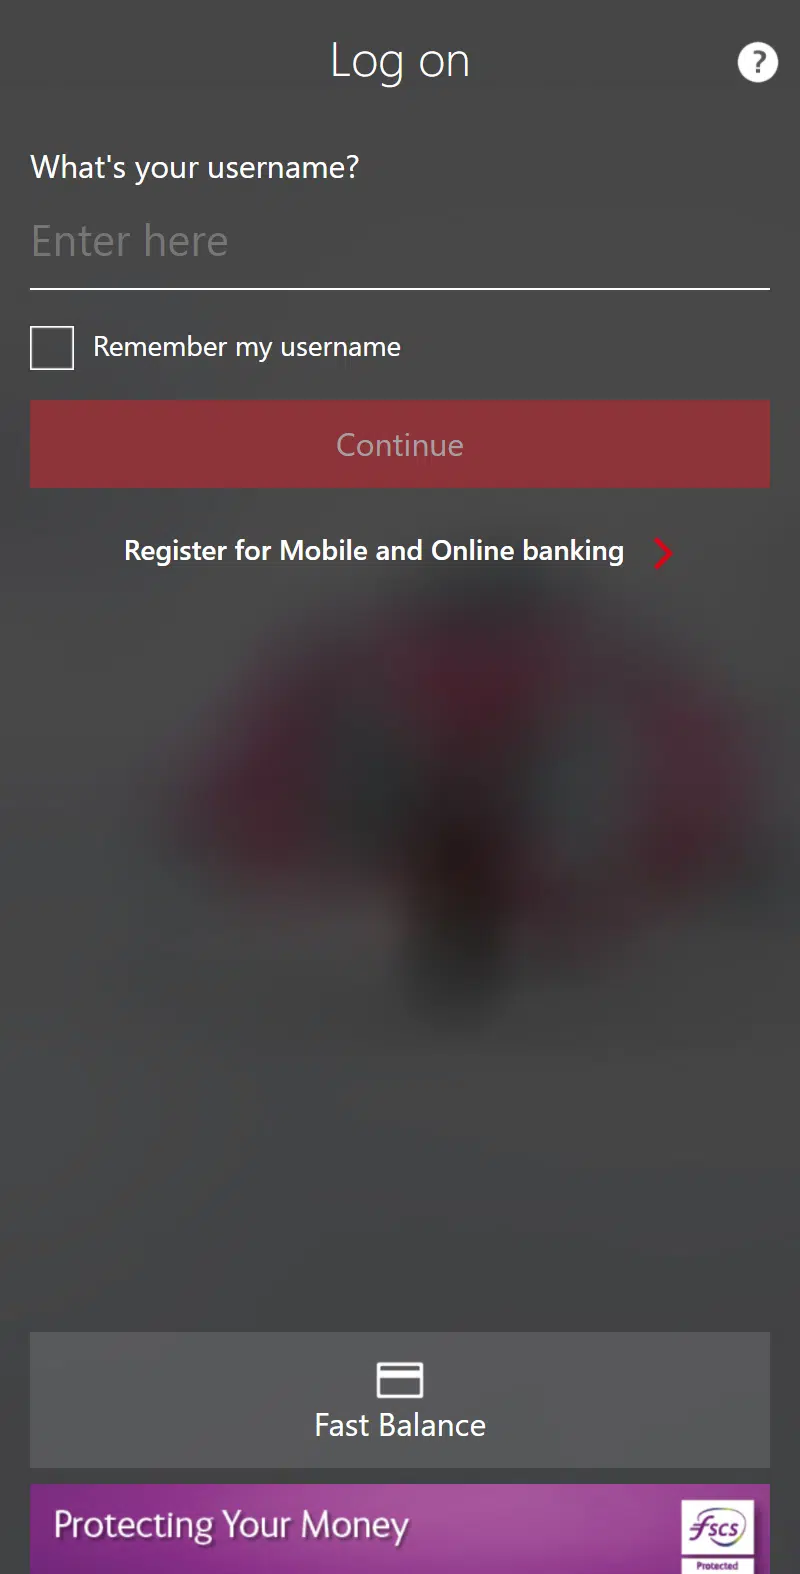 Log on
?
What's your username?
Enter here
Remember my username
Continue
Register for Mobile and Online banking
Fast Balance
Protecting Your Money
fscs
Protected